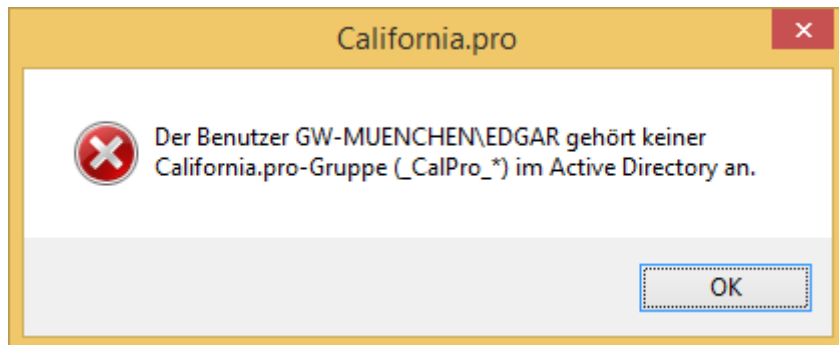 California.pro
Der Benutzer GW-MUENCHEN\EDGAR gehört keiner
California.pro-Gruppe (_CalPro_*) im Active Directory an.
OK